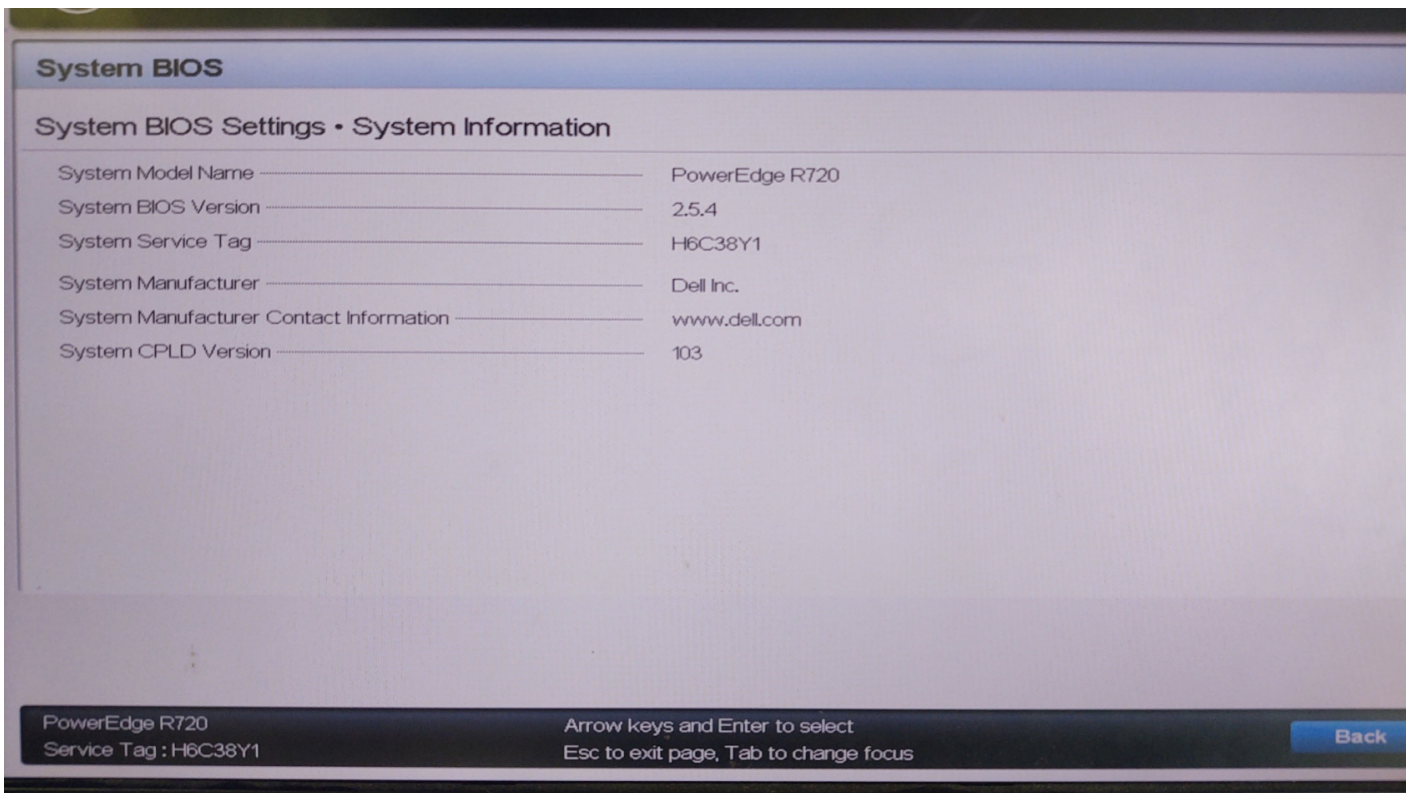 System BIOS
System BIOS Settings • System Information
System Model Name PowerEdge R720
System BIOS Version 2.5.4
System Service Tag H6C38Y1
System Manufacturer Dell Inc.
System Manufacturer Contact Information www.dell.com
System CPLD Version 103
PowerEdge R720
Service Tag : H6C38Y1
Arrow keys and Enter to select
Esc to exit page, Tab to change focus
Back